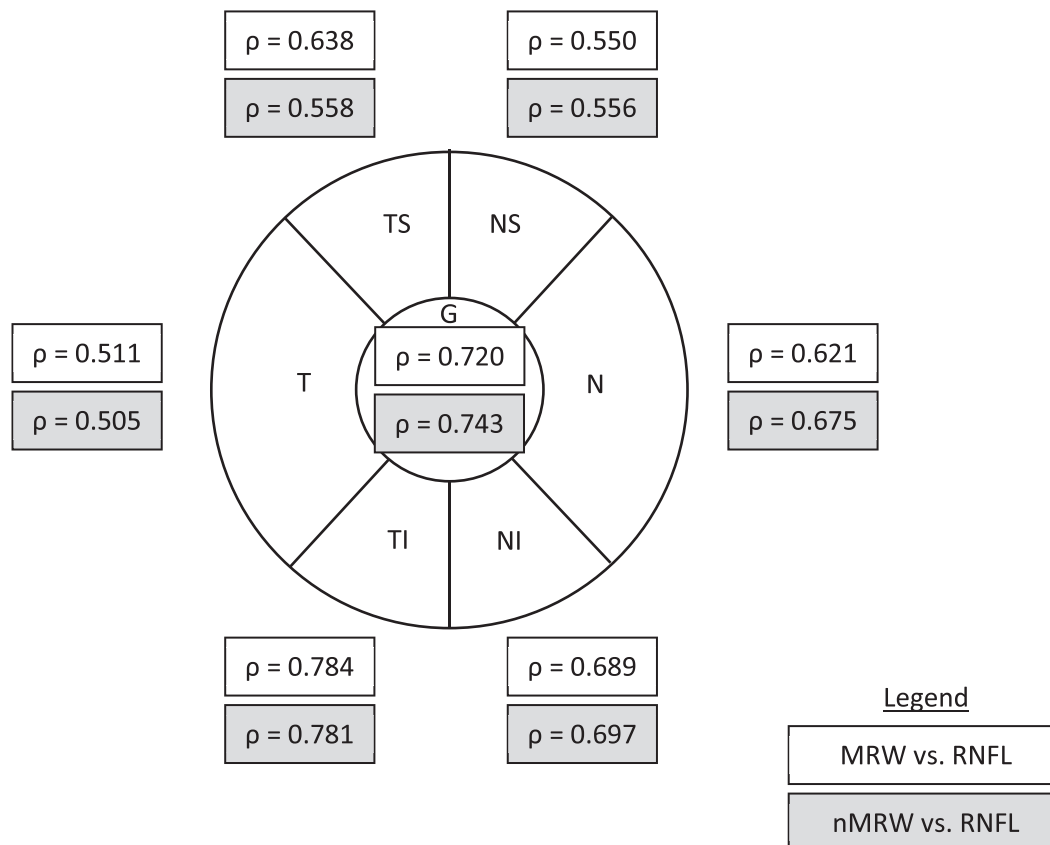 ρ = 0.638
ρ = 0.550
ρ = 0.558
ρ = 0.556
TS
NS
G
ρ = 0.511
ρ = 0.720
ρ = 0.621
T
N
ρ = 0.505
ρ = 0.743
ρ = 0.675
TI
NI
ρ = 0.784
ρ = 0.689
ρ = 0.781
ρ = 0.697
Legend
MRW vs. RNFL
nMRW vs. RNFL